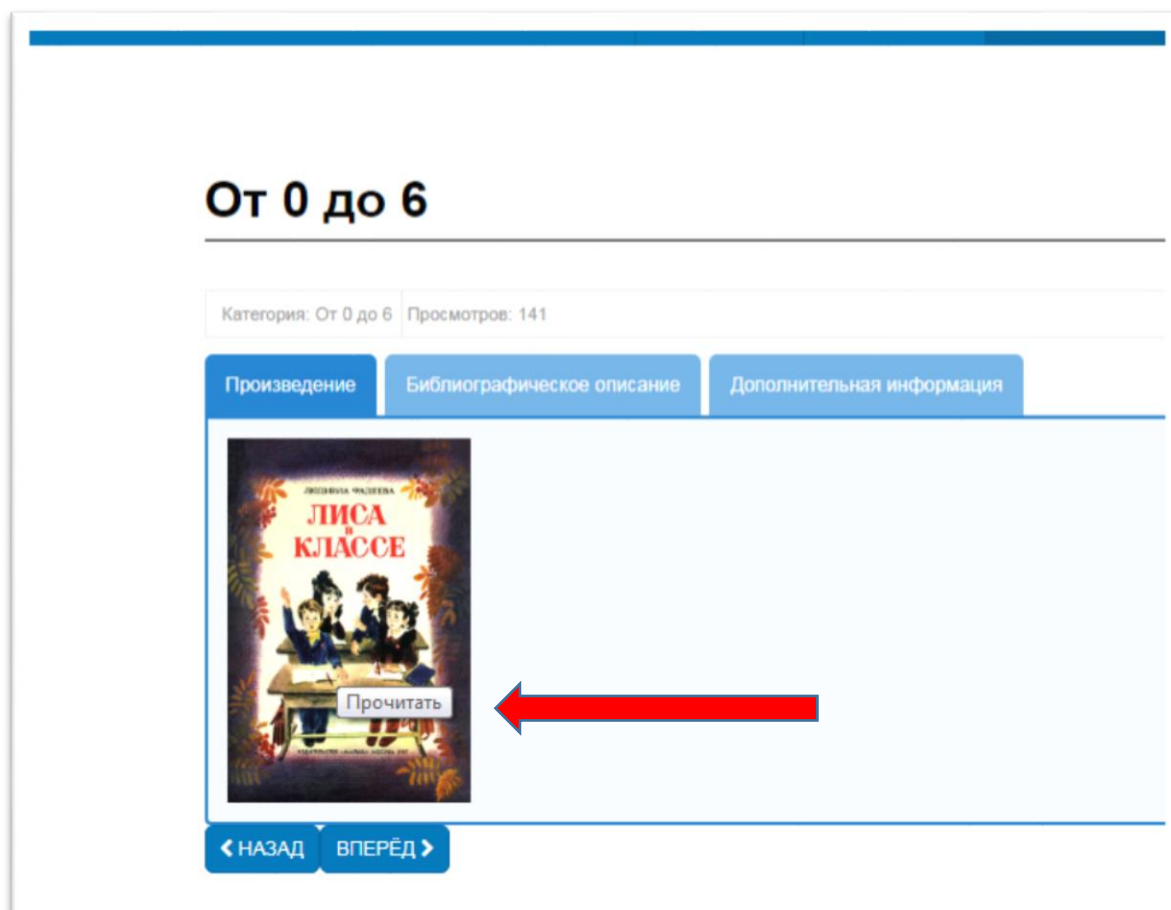 От 0 до 6
Категория: От 0 до 6 Просмотров: 141
Произведение Библиографическое описание Дополнительная информация
ЛЮДМИЛА ФАДЕЕВА
ЛИСА
В
КЛАССЕ
Прочитать
НАЗАД ВПЕРЁД